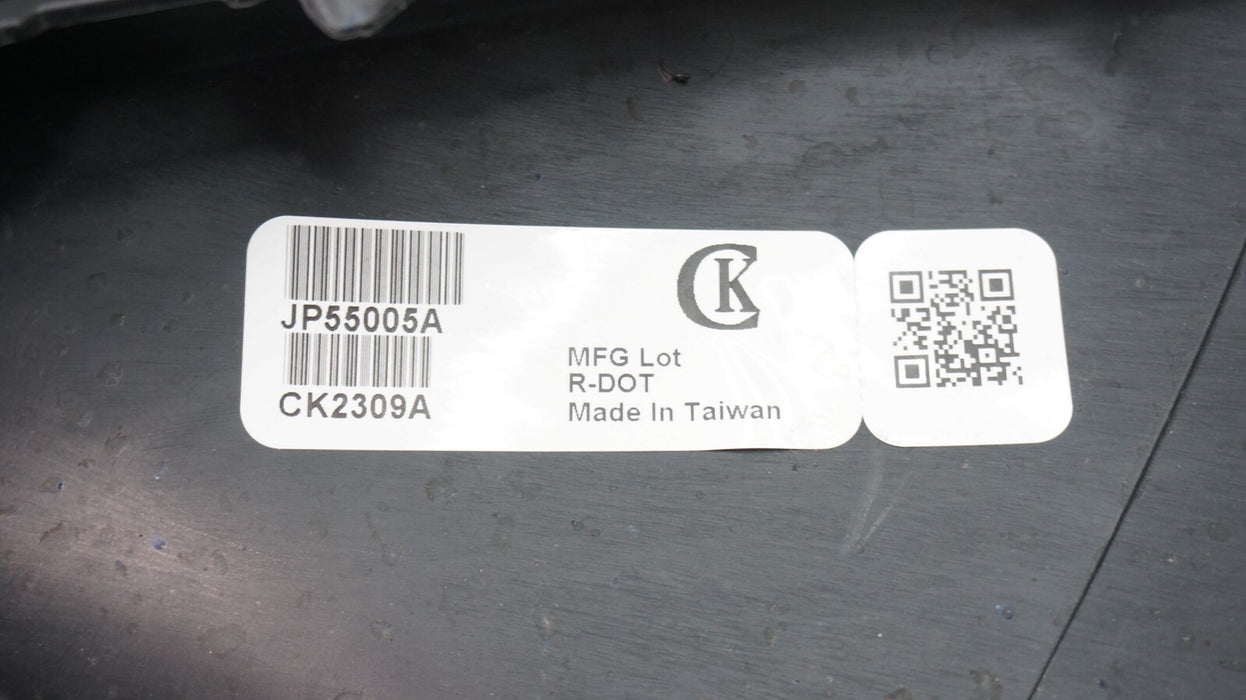 JP55005A
CK2309A
CK
MFG Lot
R-DOT
Made In Taiwan